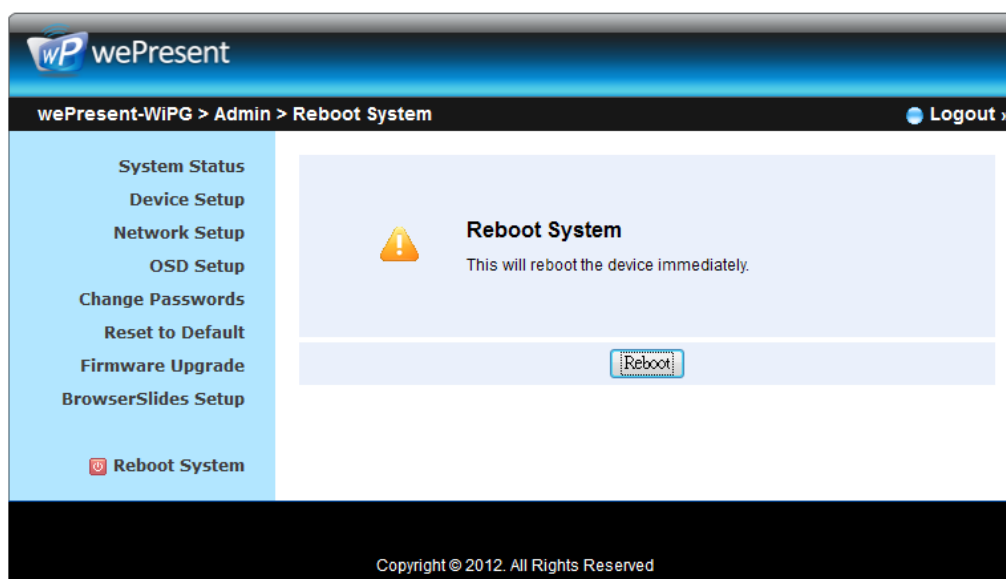 wP wePresent
wePresent-WiPG > Admin > Reboot System
Logout »
System Status
Device Setup
Network Setup
OSD Setup
Change Passwords
Reset to Default
Firmware Upgrade
BrowserSlides Setup
Reboot System
Reboot System
This will reboot the device immediately.
Reboot
Copyright © 2012. All Rights Reserved